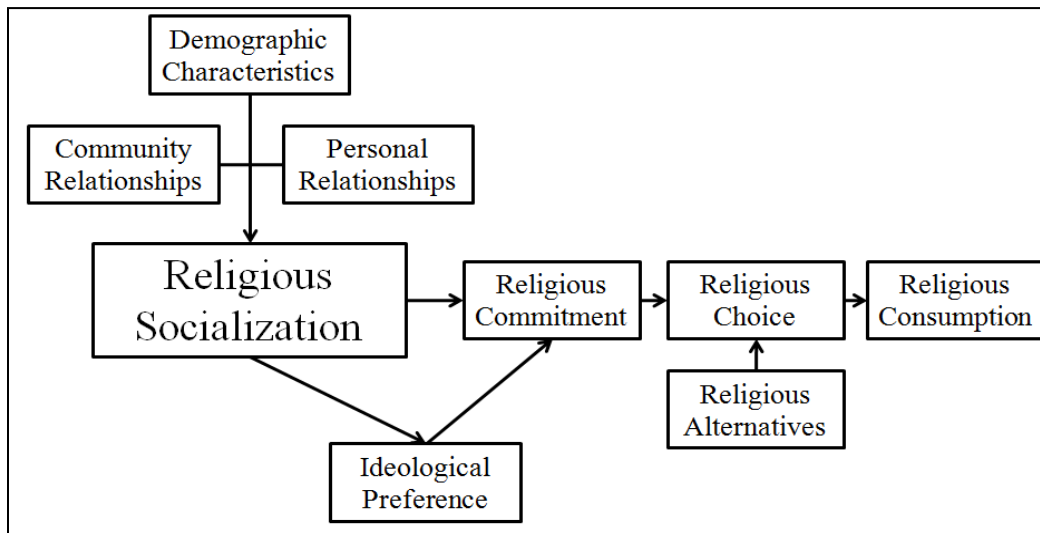 Demographic
Characteristics
Community
Relationships
Personal
Relationships
Religious
Socialization
Religious
Commitment
Religious
Choice
Religious
Consumption
Religious
Alternatives
Ideological
Preference